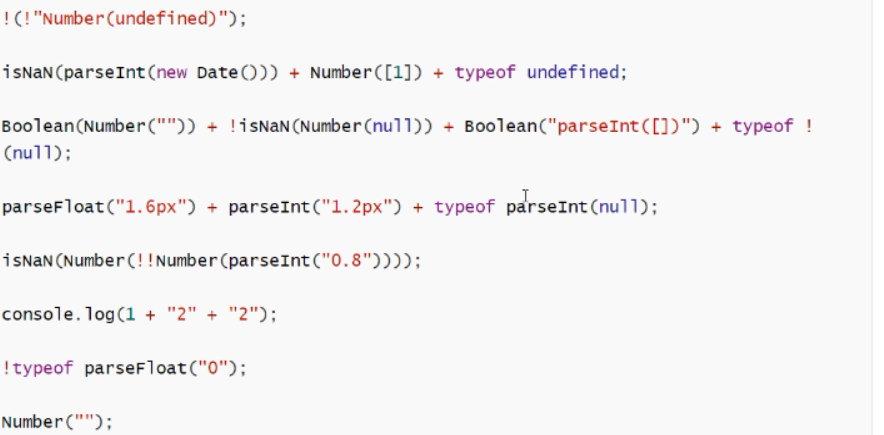 !(!"Number(undefined)");
isNaN(parseInt(new Date())) + Number([1]) + typeof undefined;
Boolean(Number("")) + !isNaN(Number(null)) + Boolean("parseInt([])") + typeof !
(null);
parseFloat("1.6px") + parseInt("1.2px") + typeof parseInt(null);
isNaN(Number(!!Number(parseInt("0.8"))));
console.log(1 + "2" + "2");
!typeof parseFloat("0");
Number("");